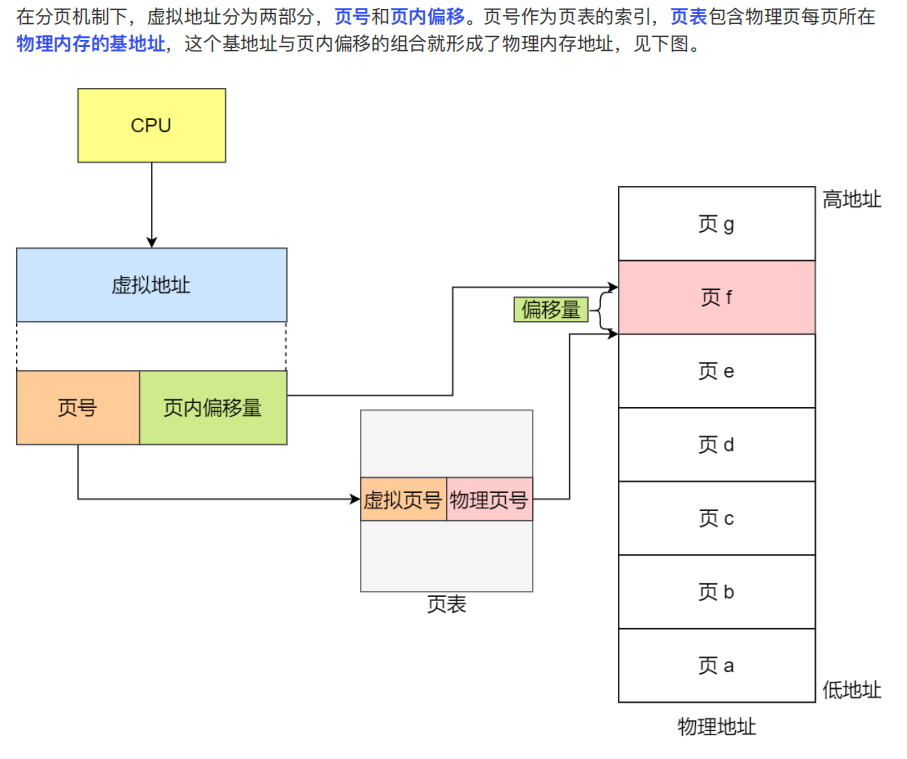 在分页机制下，虚拟地址分为两部分，页号和页内偏移。页号作为页表的索引，页表包含物理页每页所在
物理内存的基地址，这个基地址与页内偏移的组合就形成了物理内存地址，见下图。
CPU
高地址
页 g
虚拟地址
页 f
偏移量
页 e
页号
页内偏移量
页 d
虚拟页号
物理页号
页 c
页 b
页表
页 a
低地址
物理地址